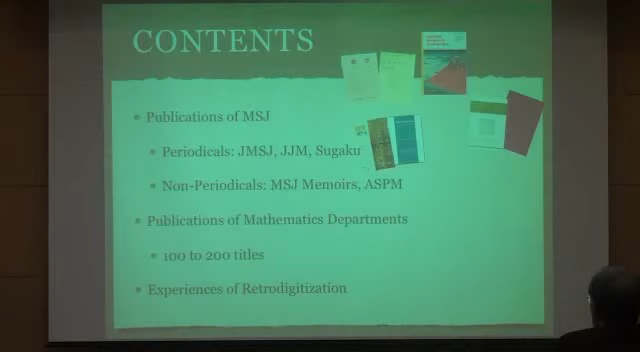 CONTENTS
Publications of MSJ
Periodicals: JMSJ, JJM, Sugaku
Non-Periodicals: MSJ Memoirs, ASPM
Publications of Mathematics Departments
100 to 200 titles
Experiences of Retrodigitization